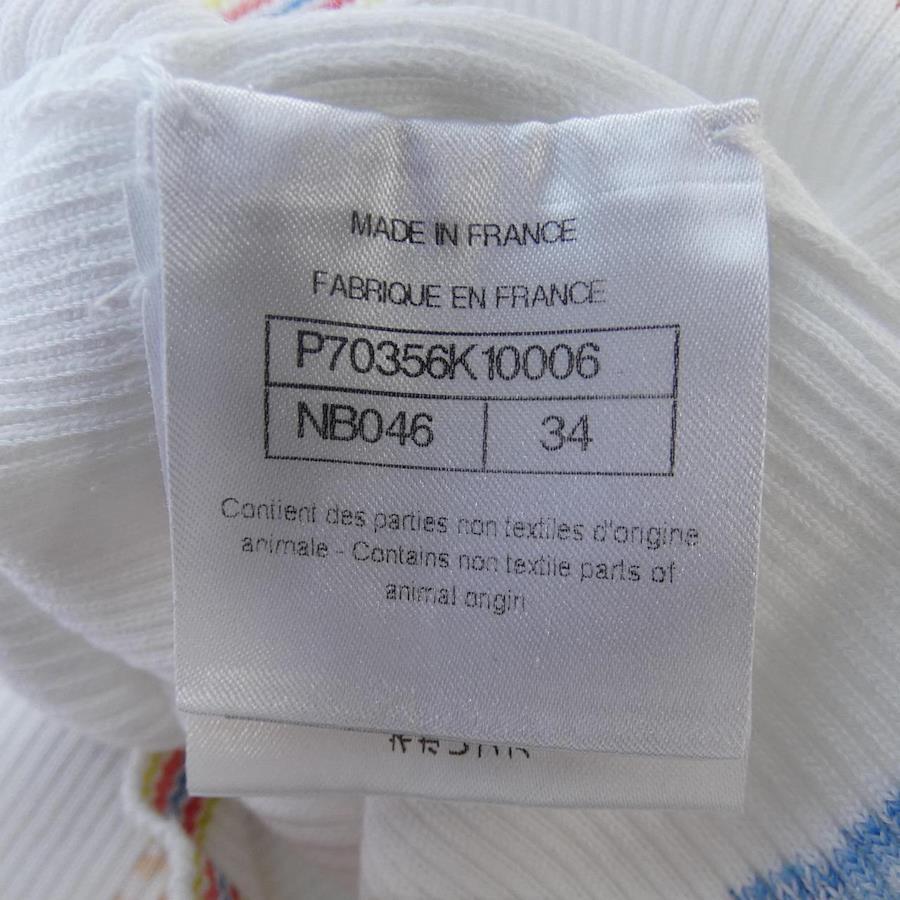 MADE IN FRANCE
FABRIQUE EN FRANCE
P70356K10006
NB046 34
Contient des parties non textiles d'origine
animale - Contains non textile parts of
animal origin